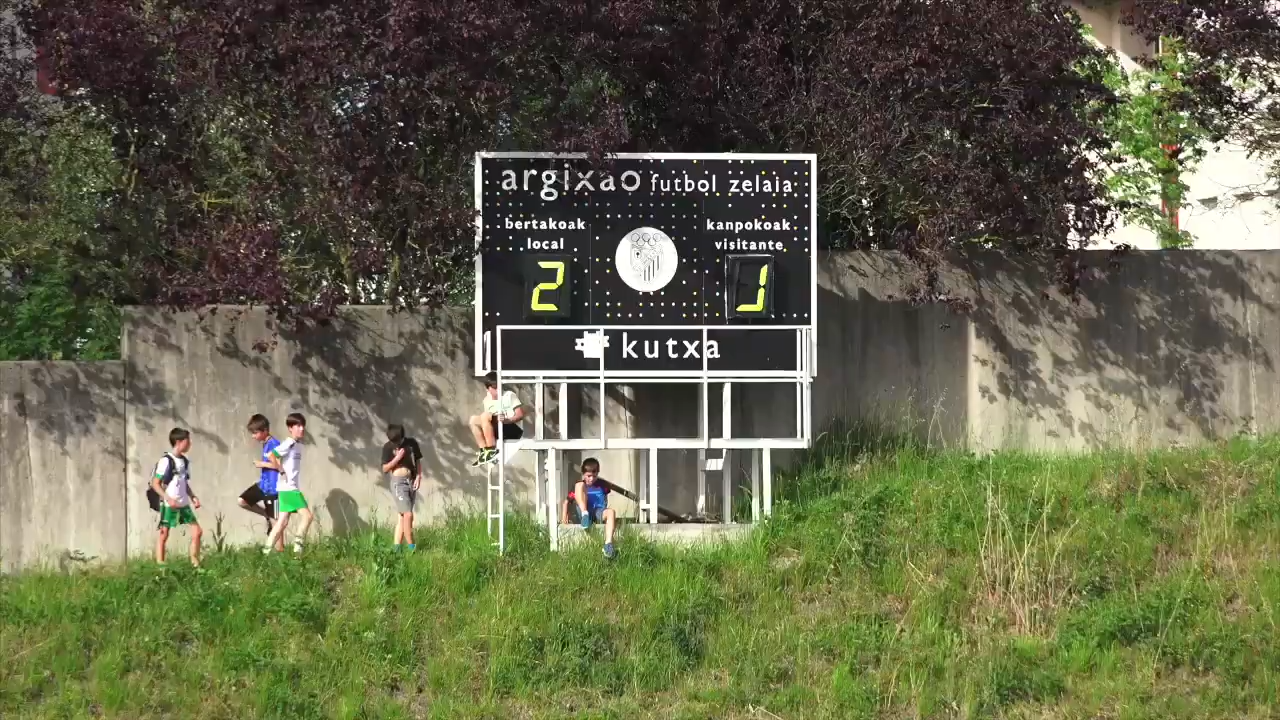 argixao futbol zelaia
bertakoak
local
kanpokoak
visitante
2
1
kutxa